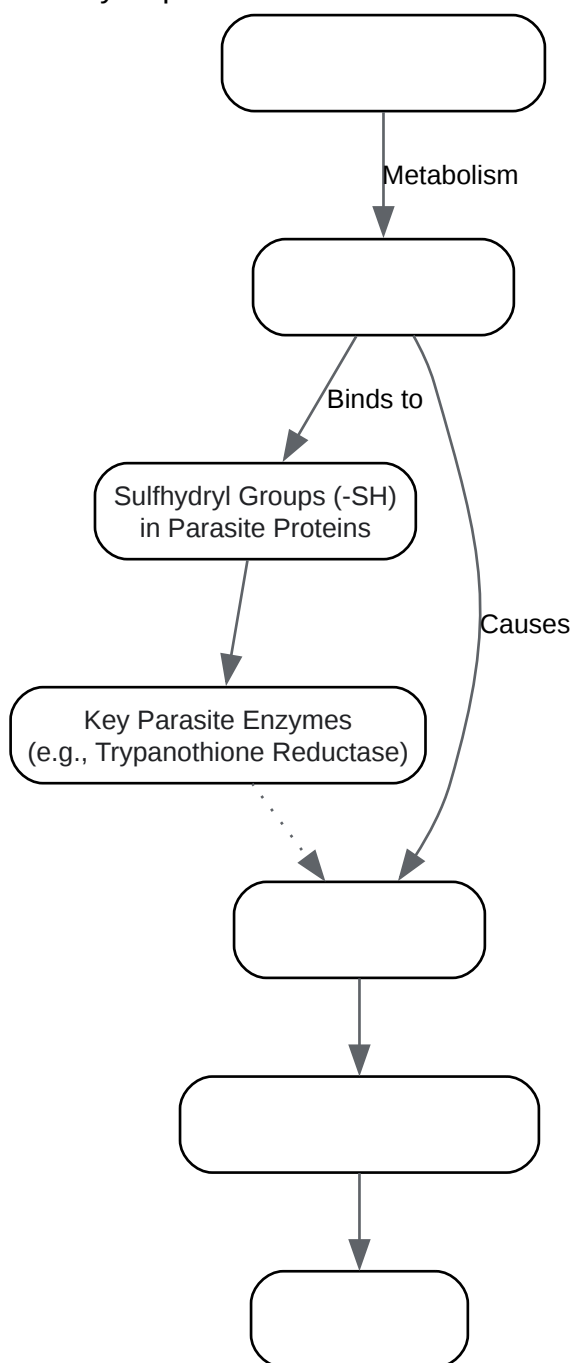 Metabolism
Binds to
Sulfhydryl Groups (-SH)
in Parasite Proteins
Causes
Key Parasite Enzymes
(e.g., Trypanothione Reductase)